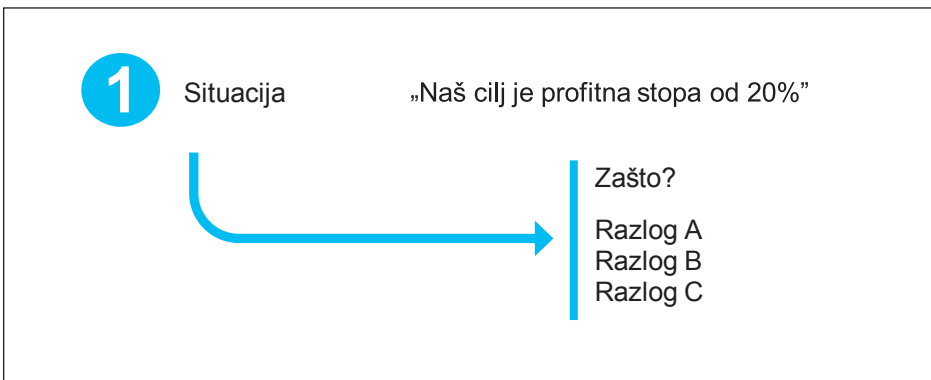 1 Situacija „Naš cilj je profitna stopa od 20%”
Zašto?
Razlog A
Razlog B
Razlog C